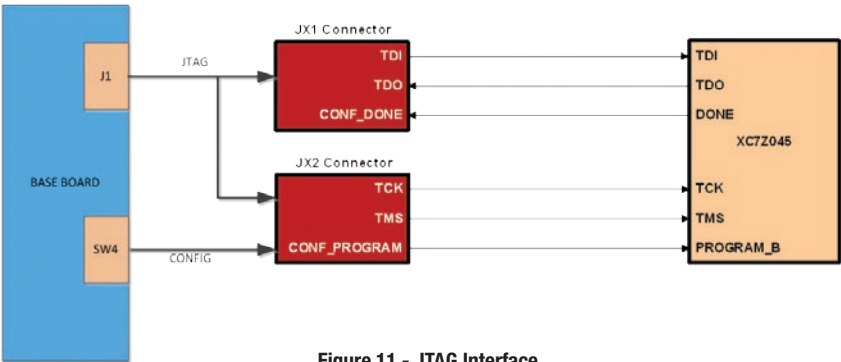 BASE BOARD
J1
SW4
JTAG
CONFIG
JX1 Connector
TDI
TDO
CONF_DONE
JX2 Connector
TCK
TMS
CONF_PROGRAM
TDI
TDO
DONE
XC7Z045
TCK
TMS
PROGRAM_B
Figure 11 - JTAG Interface